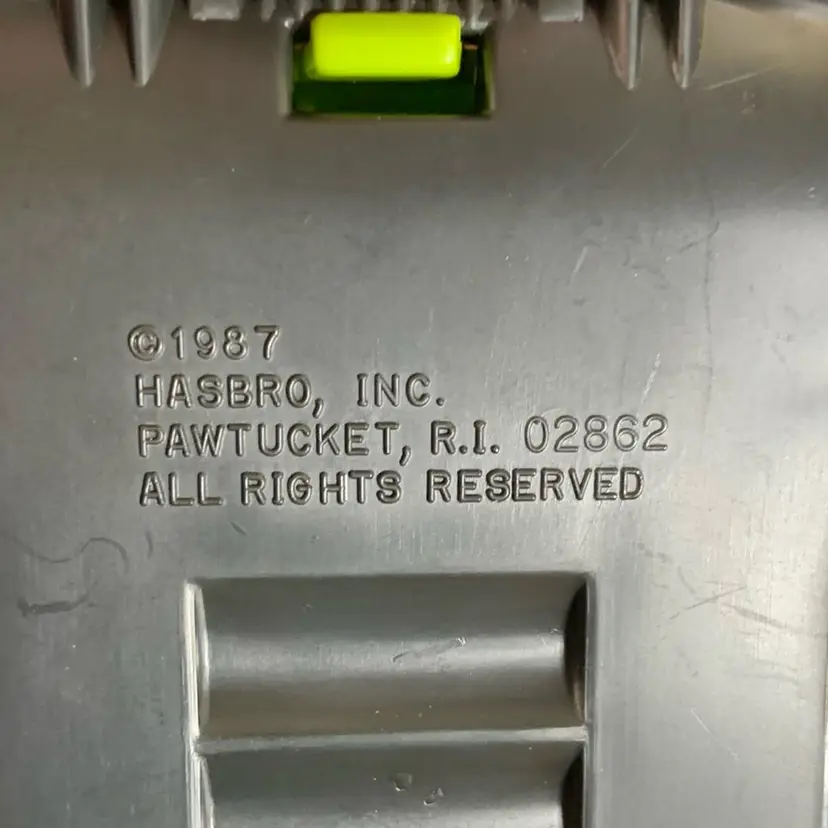 ©1987
HASBRO, INC.
PAWTUCKET, R.I. 02862
ALL RIGHTS RESERVED